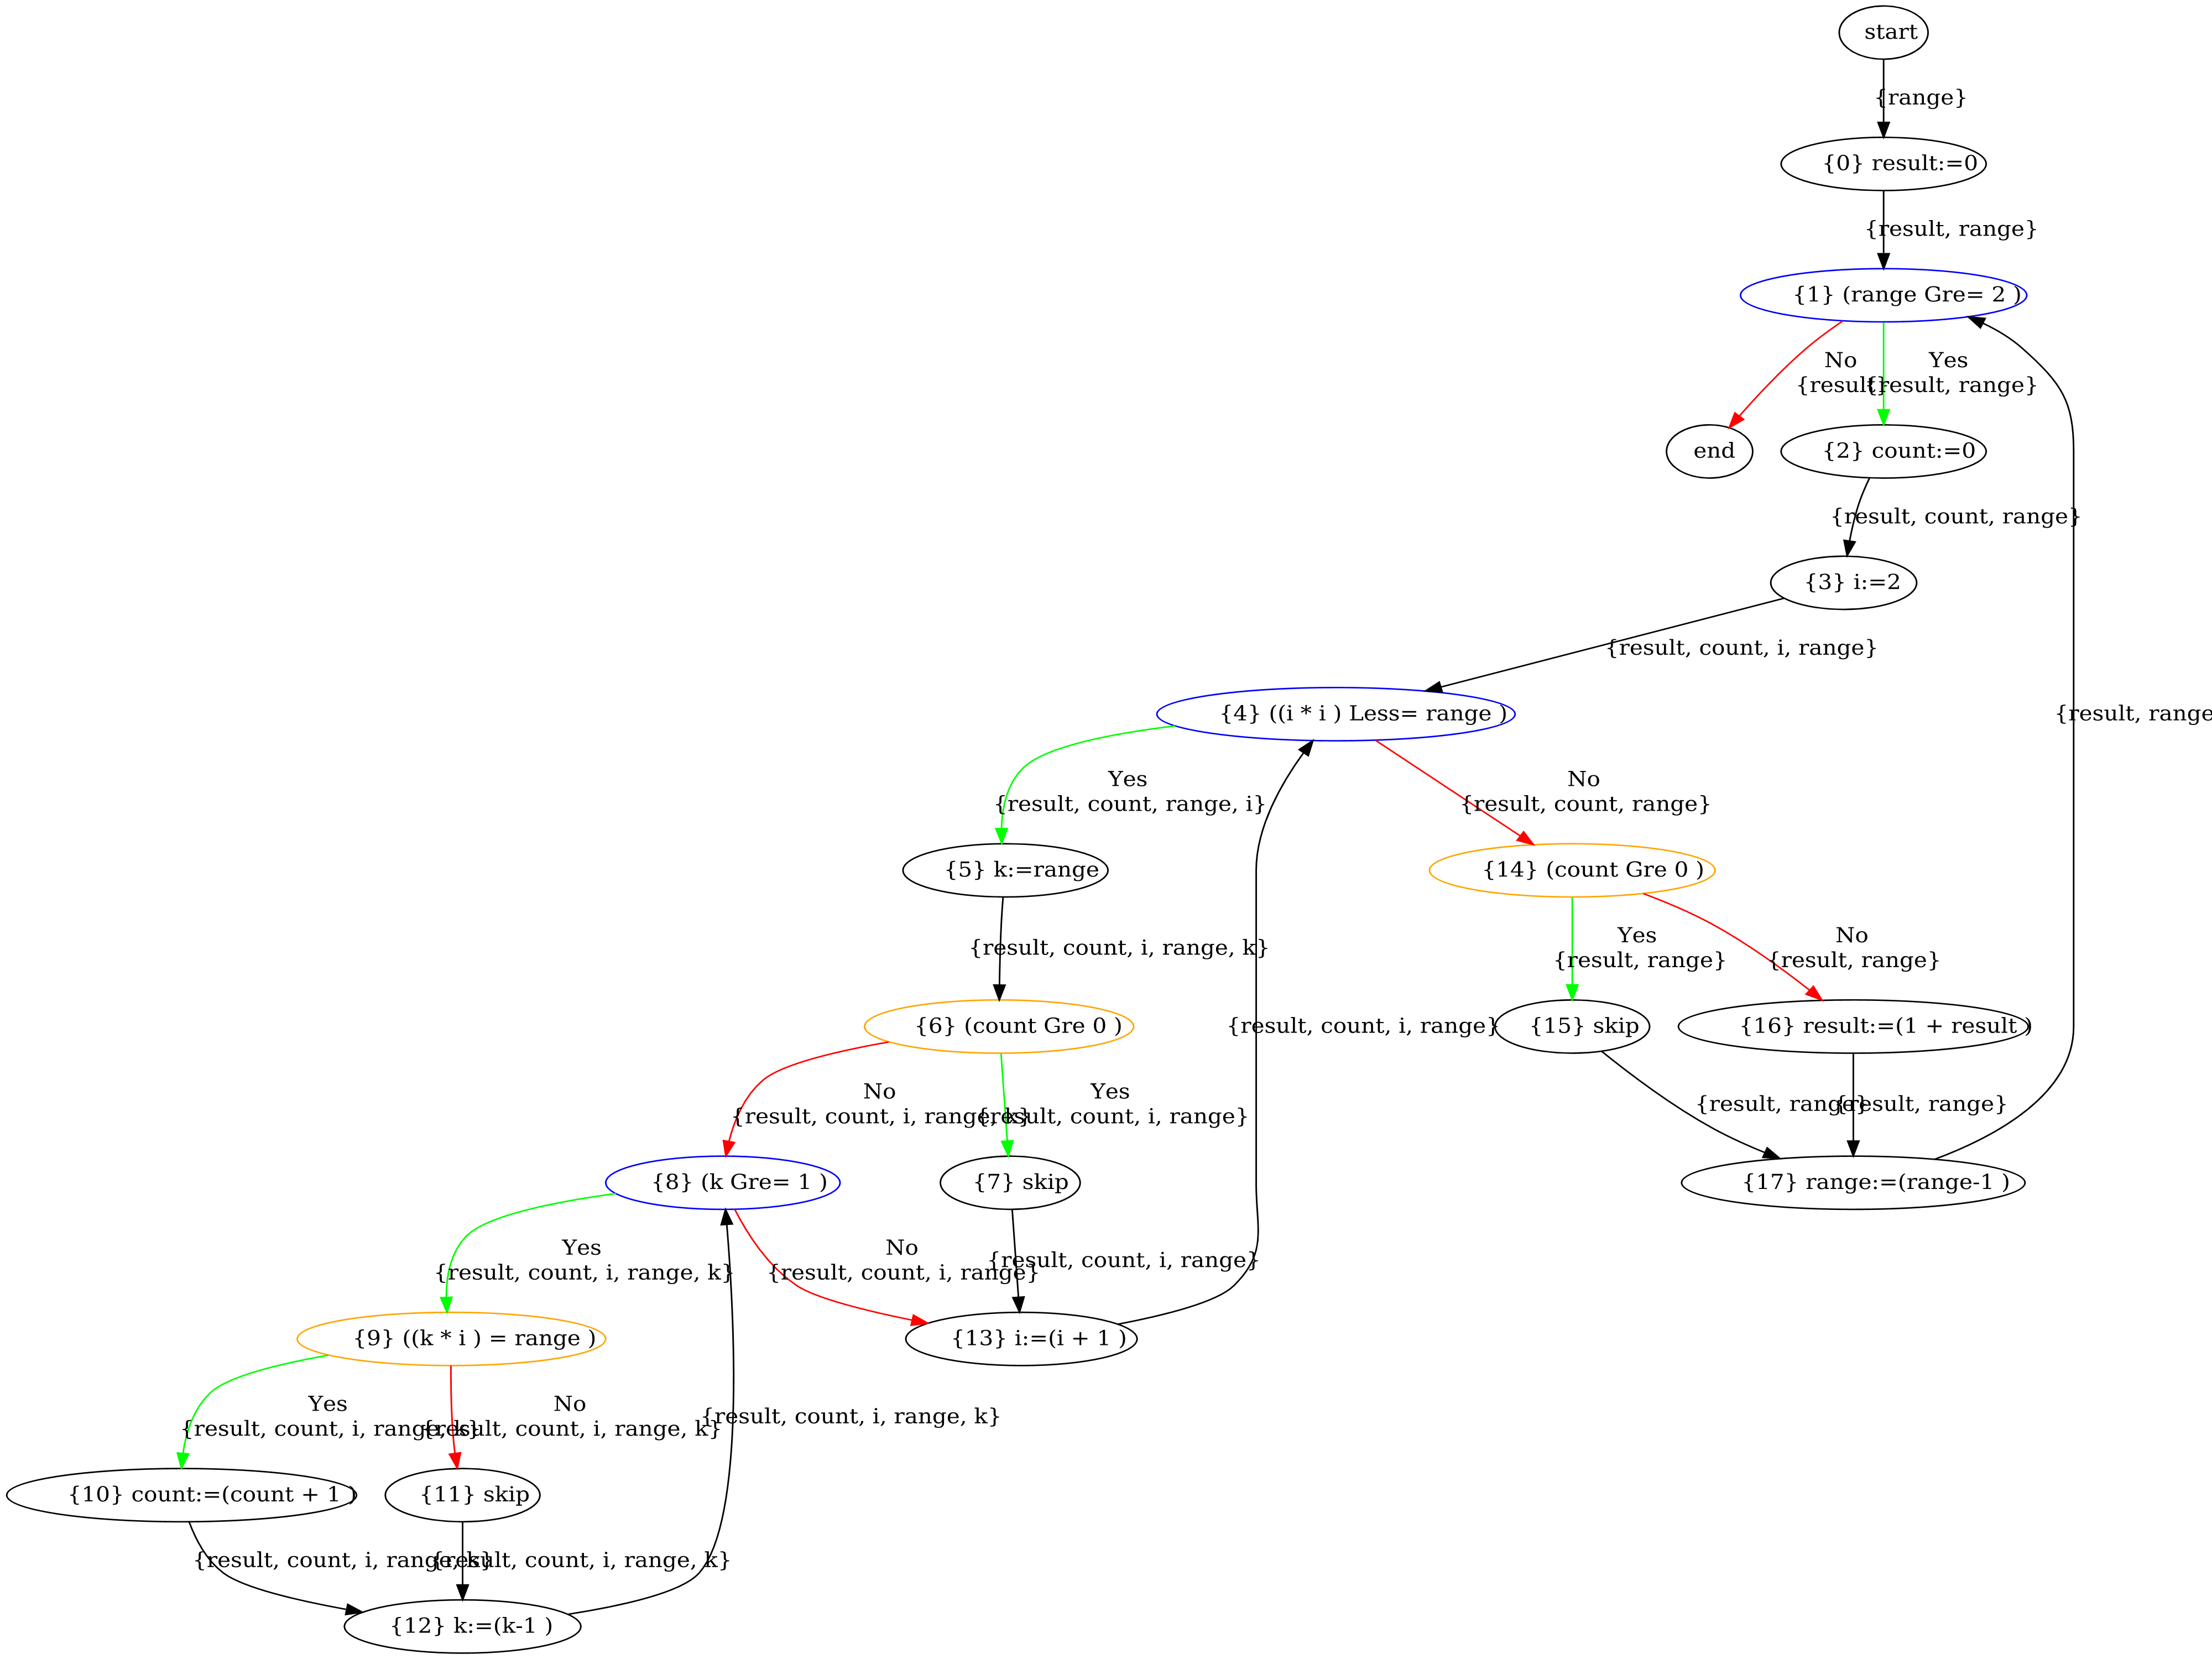 start
{range}
{0} result:=0
{result, range}
{1} (range Gre= 2 )
No
{result}
Yes
{result, range}
end
{2} count:=0
{result, count, range}
{3} i:=2
{result, count, i, range}
{4} ((i * i ) Less= range )
{result, range
Yes
{result, count, range, i}
No
{result, count, range}
{5} k:=range
{14} (count Gre 0 )
{result, count, i, range, k}
Yes
{result, range}
No
{result, range}
{6} (count Gre 0 )
{result, count, i, range}
{15} skip
{16} result:=(1 + result )
No
{result, count, i, range, k}
Yes
{result, count, i, range}
{result, range}
{result, range}
{8} (k Gre= 1 )
{7} skip
{17} range:=(range-1 )
Yes
{result, count, i, range, k}
No
{result, count, i, range}
{result, count, i, range}
{9} ((k * i ) = range )
{13} i:=(i + 1 )
Yes
{result, count, i, range, k}
No
{result, count, i, range, k}
{result, count, i, range, k}
{10} count:=(count + 1 )
{11} skip
{result, count, i, range, k}
{result, count, i, range, k}
{12} k:=(k-1 )